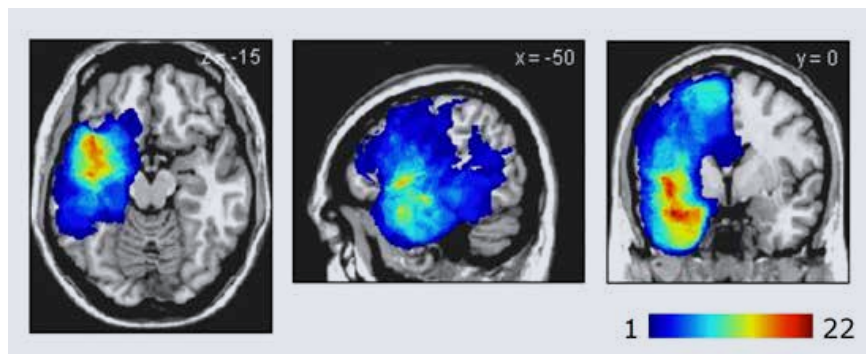 z = -15
x = -50
y = 0
1 22